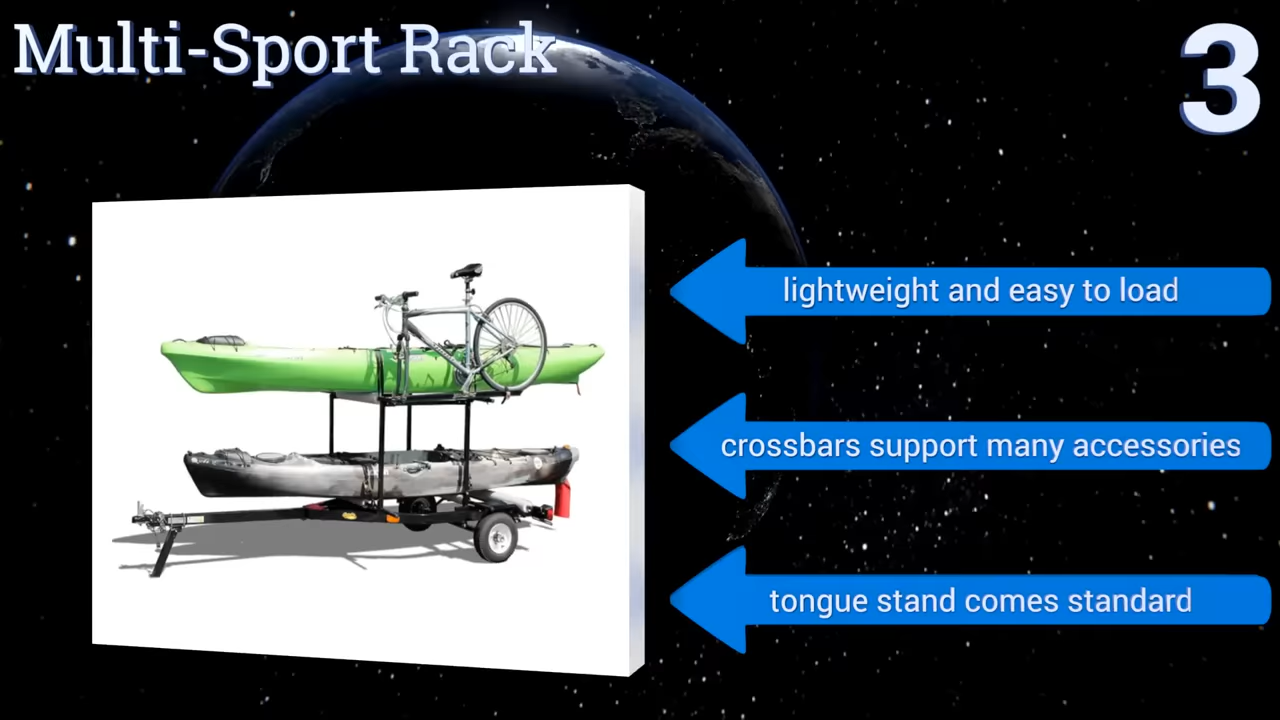 Multi-Sport Rack
3
lightweight and easy to load
crossbars support many accessories
tongue stand comes standard